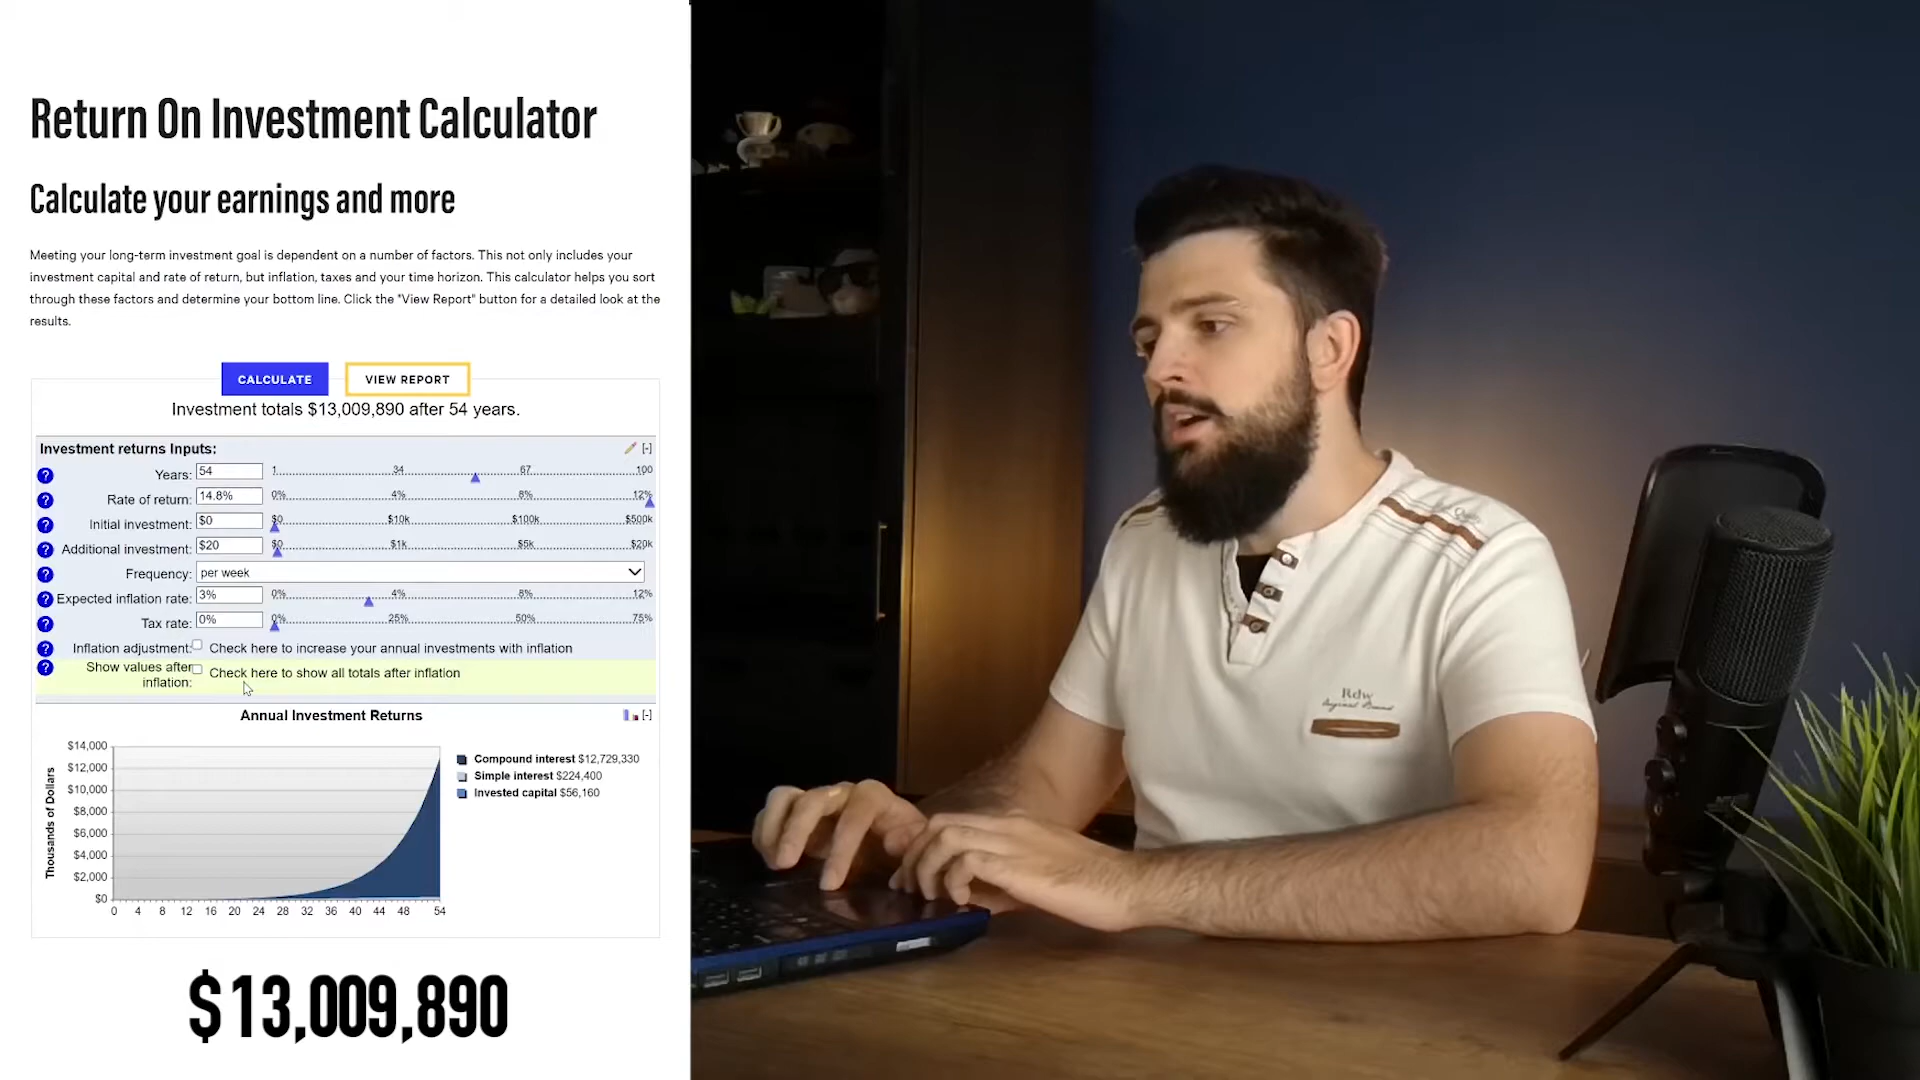 Return On Investment Calculator
Calculate your earnings and more
Meeting your long-term investment goal is dependent on a number of factors. This not only includes your
investment capital and rate of return, but inflation, taxes and your time horizon. This calculator helps you sort
through these factors and determine your bottom line. Click the "View Report" button for a detailed look at the
results.
CALCULATE VIEW REPORT
Investment totals $13,009,890 after 54 years.
Investment returns Inputs: [-]
? Years: 54 1 34 67 100
? Rate of return: 14.8% 0% 4% 8% 12%
? Initial investment: $0 $0 $10k $100k $500k
? Additional investment: $20 $0 $1k $5k $20k
? Frequency: per week
? Expected inflation rate: 3% 0% 4% 8% 12%
? Tax rate: 0% 0% 25% 50% 75%
? Inflation adjustment: Check here to increase your annual investments with inflation
? Show values after
inflation: Check here to show all totals after inflation
Annual Investment Returns [-]
Thousands of Dollars
$14,000
$12,000
$10,000
$8,000
$6,000
$4,000
$2,000
$0
0 4 8 12 16 20 24 28 32 36 40 44 48 54
Compound interest $12,729,330
Simple interest $224,400
Invested capital $56,160
$13,009,890
Rdw
Original Brand